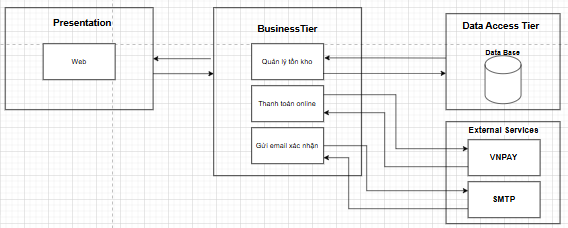 Presentation
Web
BusinessTier
Quản lý tồn kho
Thanh toán online
Gửi email xác nhận
Data Access Tier
Data Base
External Services
VNPAY
SMTP